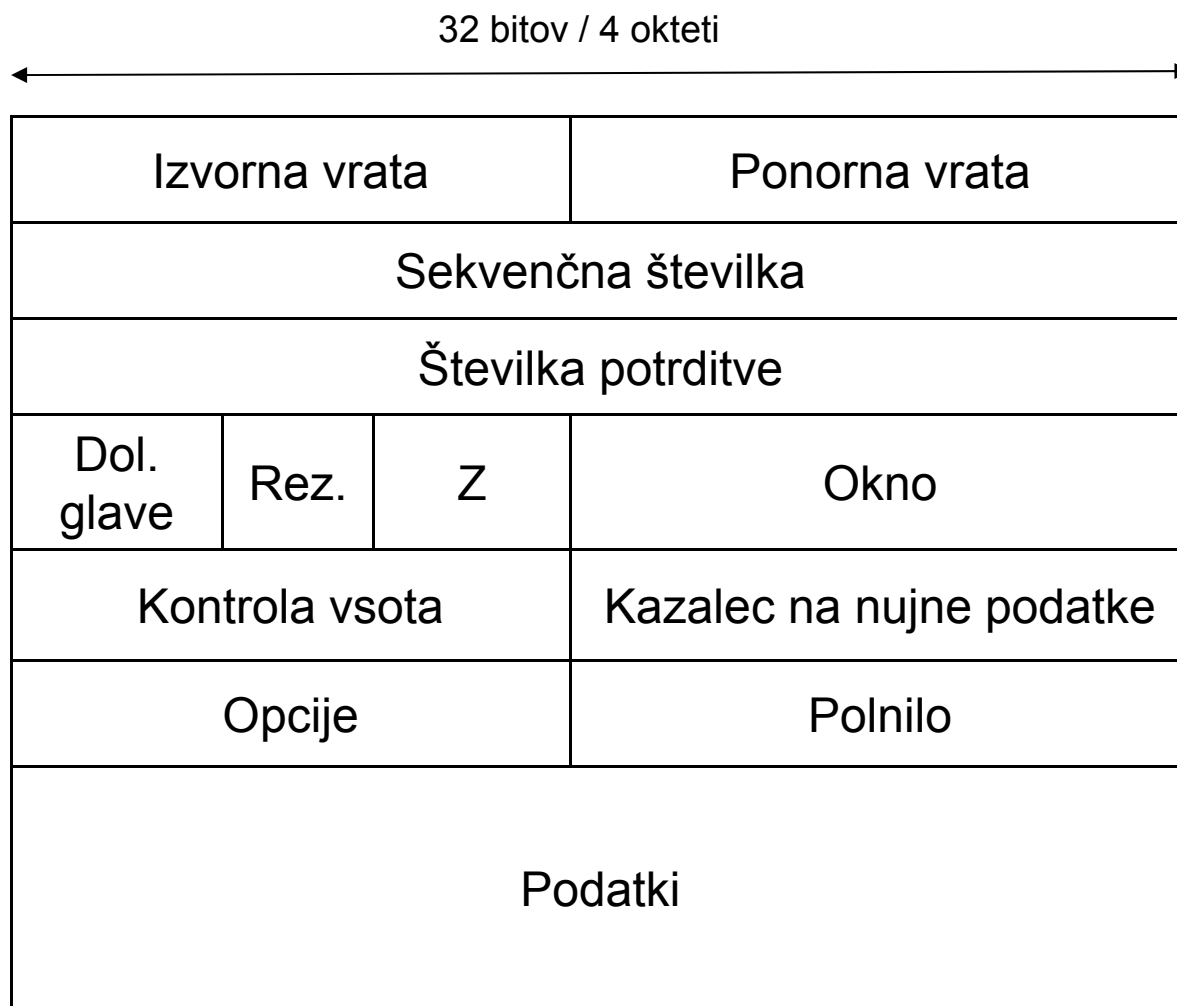 32 bitov / 4 okteti
Izvorna vrata
Ponorna vrata
Sekvenčna številka
Številka potrditve
Dol.
glave
Rez.
Z
Okno
Kontrola vsota
Kazalec na nujne podatke
Opcije
Polnilo
Podatki